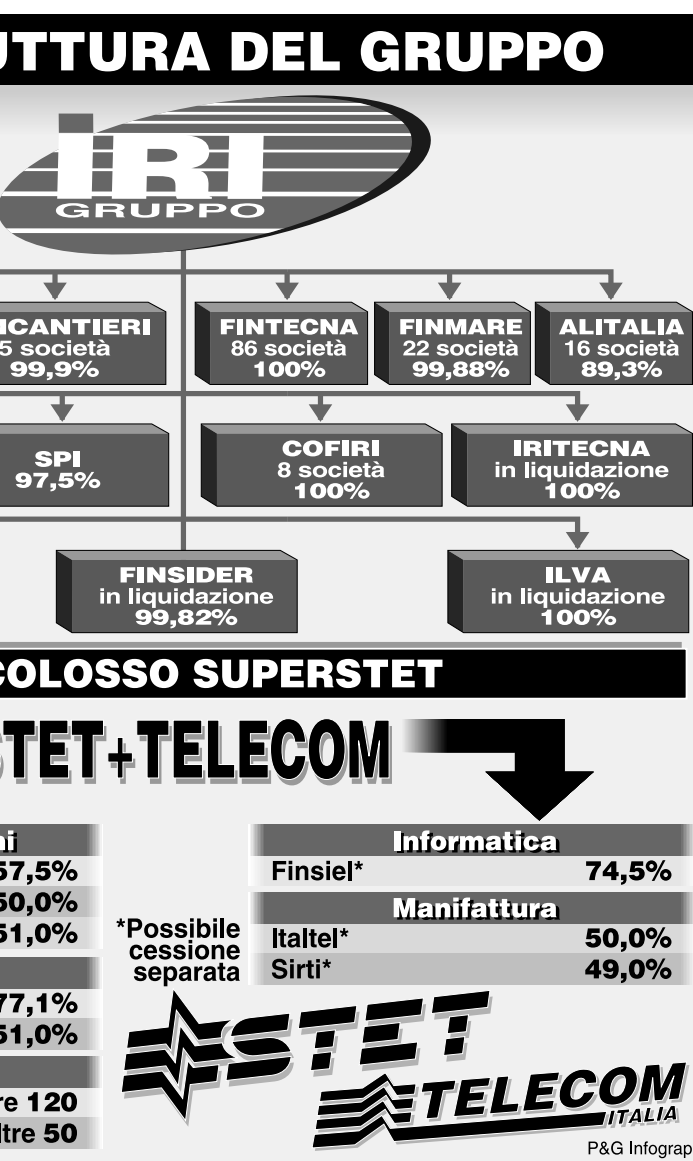 UTTURA DEL GRUPPO
IRI
GRUPPO
NCANTIERI
5 società
99,9%
FINTECNA
86 società
100%
FINMARE
22 società
99,88%
ALITALIA
16 società
89,3%
SPI
97,5%
COFIRI
8 società
100%
IRITECNA
in liquidazione
100%
FINSIDER
in liquidazione
99,82%
ILVA
in liquidazione
100%
COLOSSO SUPERSTET
STET+TELECOM
ni
57,5%
50,0%
51,0%
77,1%
51,0%
re 120
ltre 50
*Possibile
cessione
separata
Informatica
Finsiel* 74,5%
Manifattura
Italtel* 50,0%
Sirti* 49,0%
STET
TELECOM
ITALIA
P&G Infograp